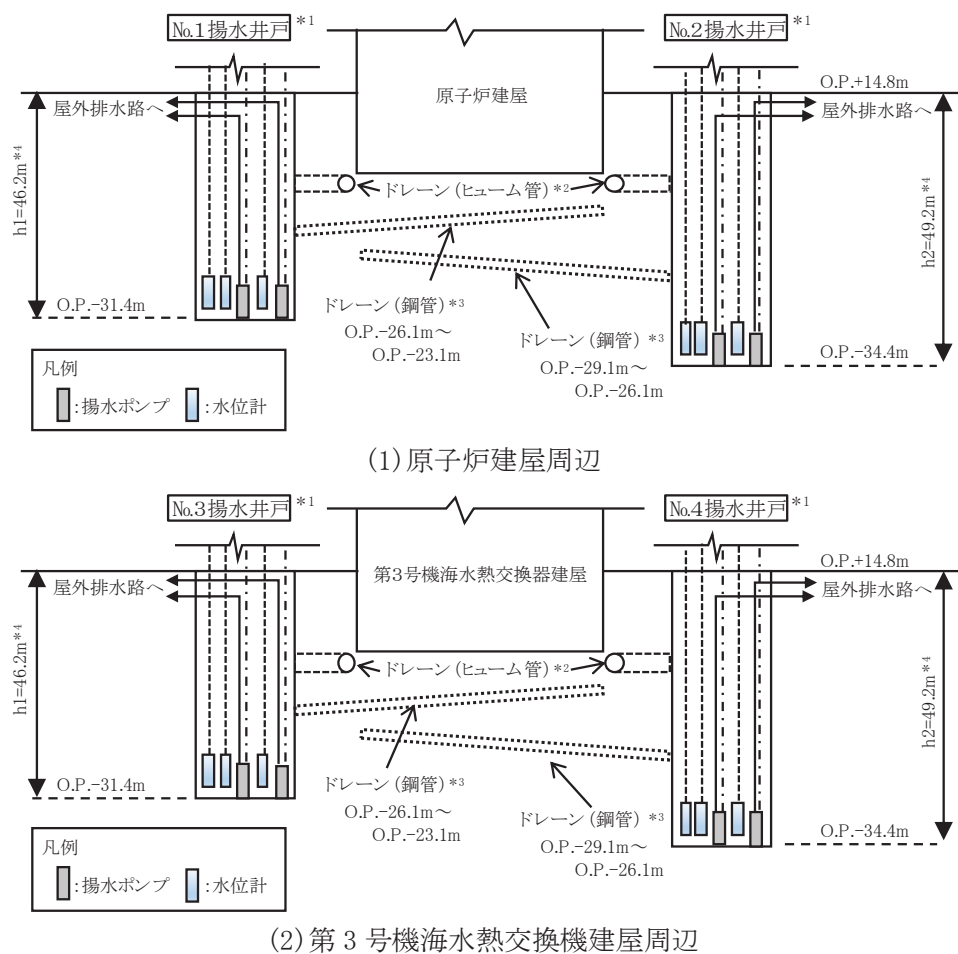 №1揚水井戸 *1
№2揚水井戸 *1
原子炉建屋
O.P.+14.8m
屋外排水路へ
屋外排水路へ
h1=46.2m*4
h2=49.2m*4
ドレーン(ヒューム管)*2
ドレーン(鋼管)*3
O.P.-26.1m～
O.P.-23.1m
ドレーン(鋼管)*3
O.P.-29.1m～
O.P.-26.1m
O.P.-31.4m
O.P.-34.4m
凡例
:揚水ポンプ
:水位計
(1)原子炉建屋周辺
№3揚水井戸 *1
№4揚水井戸 *1
第3号機海水熱交換器建屋
O.P.+14.8m
屋外排水路へ
屋外排水路へ
h1=46.2m*4
h2=49.2m*4
ドレーン(ヒューム管)*2
ドレーン(鋼管)*3
O.P.-26.1m～
O.P.-23.1m
ドレーン(鋼管)*3
O.P.-29.1m～
O.P.-26.1m
O.P.-31.4m
O.P.-34.4m
凡例
:揚水ポンプ
:水位計
(2)第3号機海水熱交換機建屋周辺